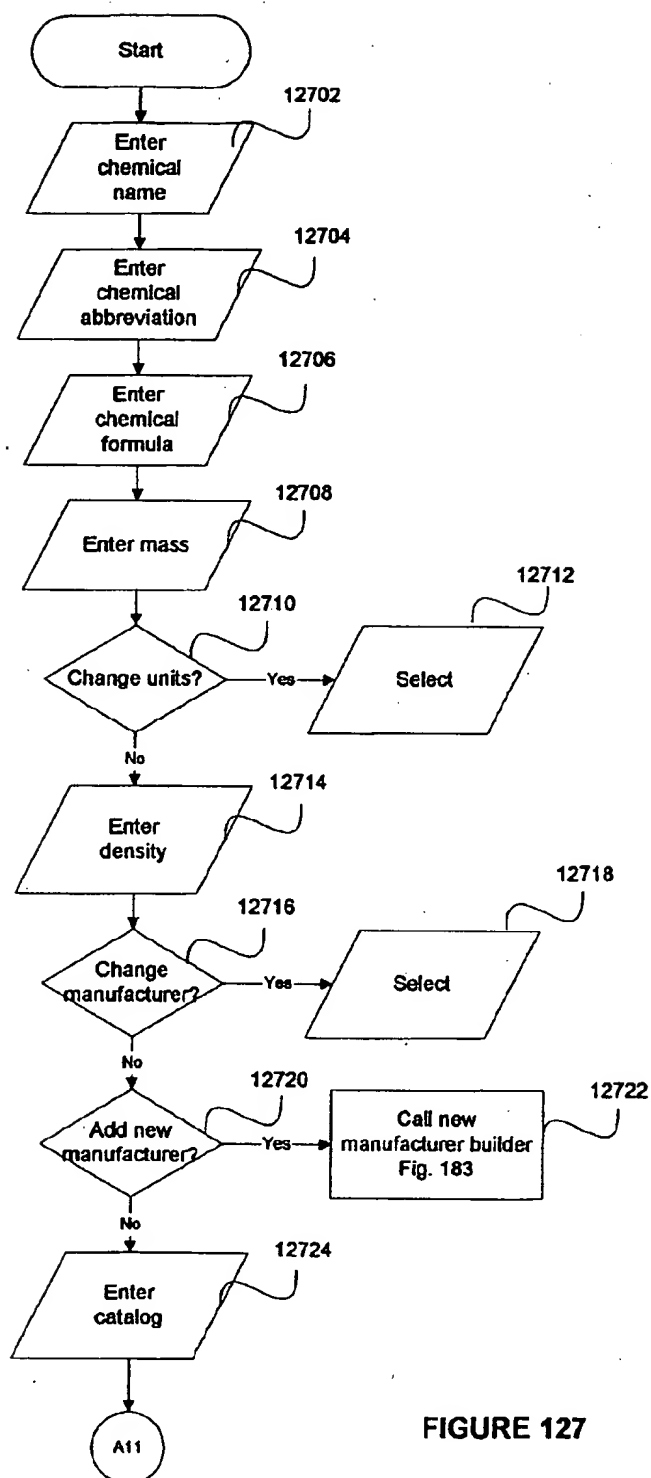 Start
12702
Enter
chemical
name
12704
Enter
chemical
abbreviation
12706
Enter
chemical
formula
12708
Enter mass
12710
12712
Change units?
Yes
Select
No
12714
Enter
density
12716
12718
Change
manufacturer?
Yes
Select
No
12720
12722
Add new
manufacturer?
Yes
Call new
manufacturer builder
Fig. 183
No
12724
Enter
catalog
A11
FIGURE 127